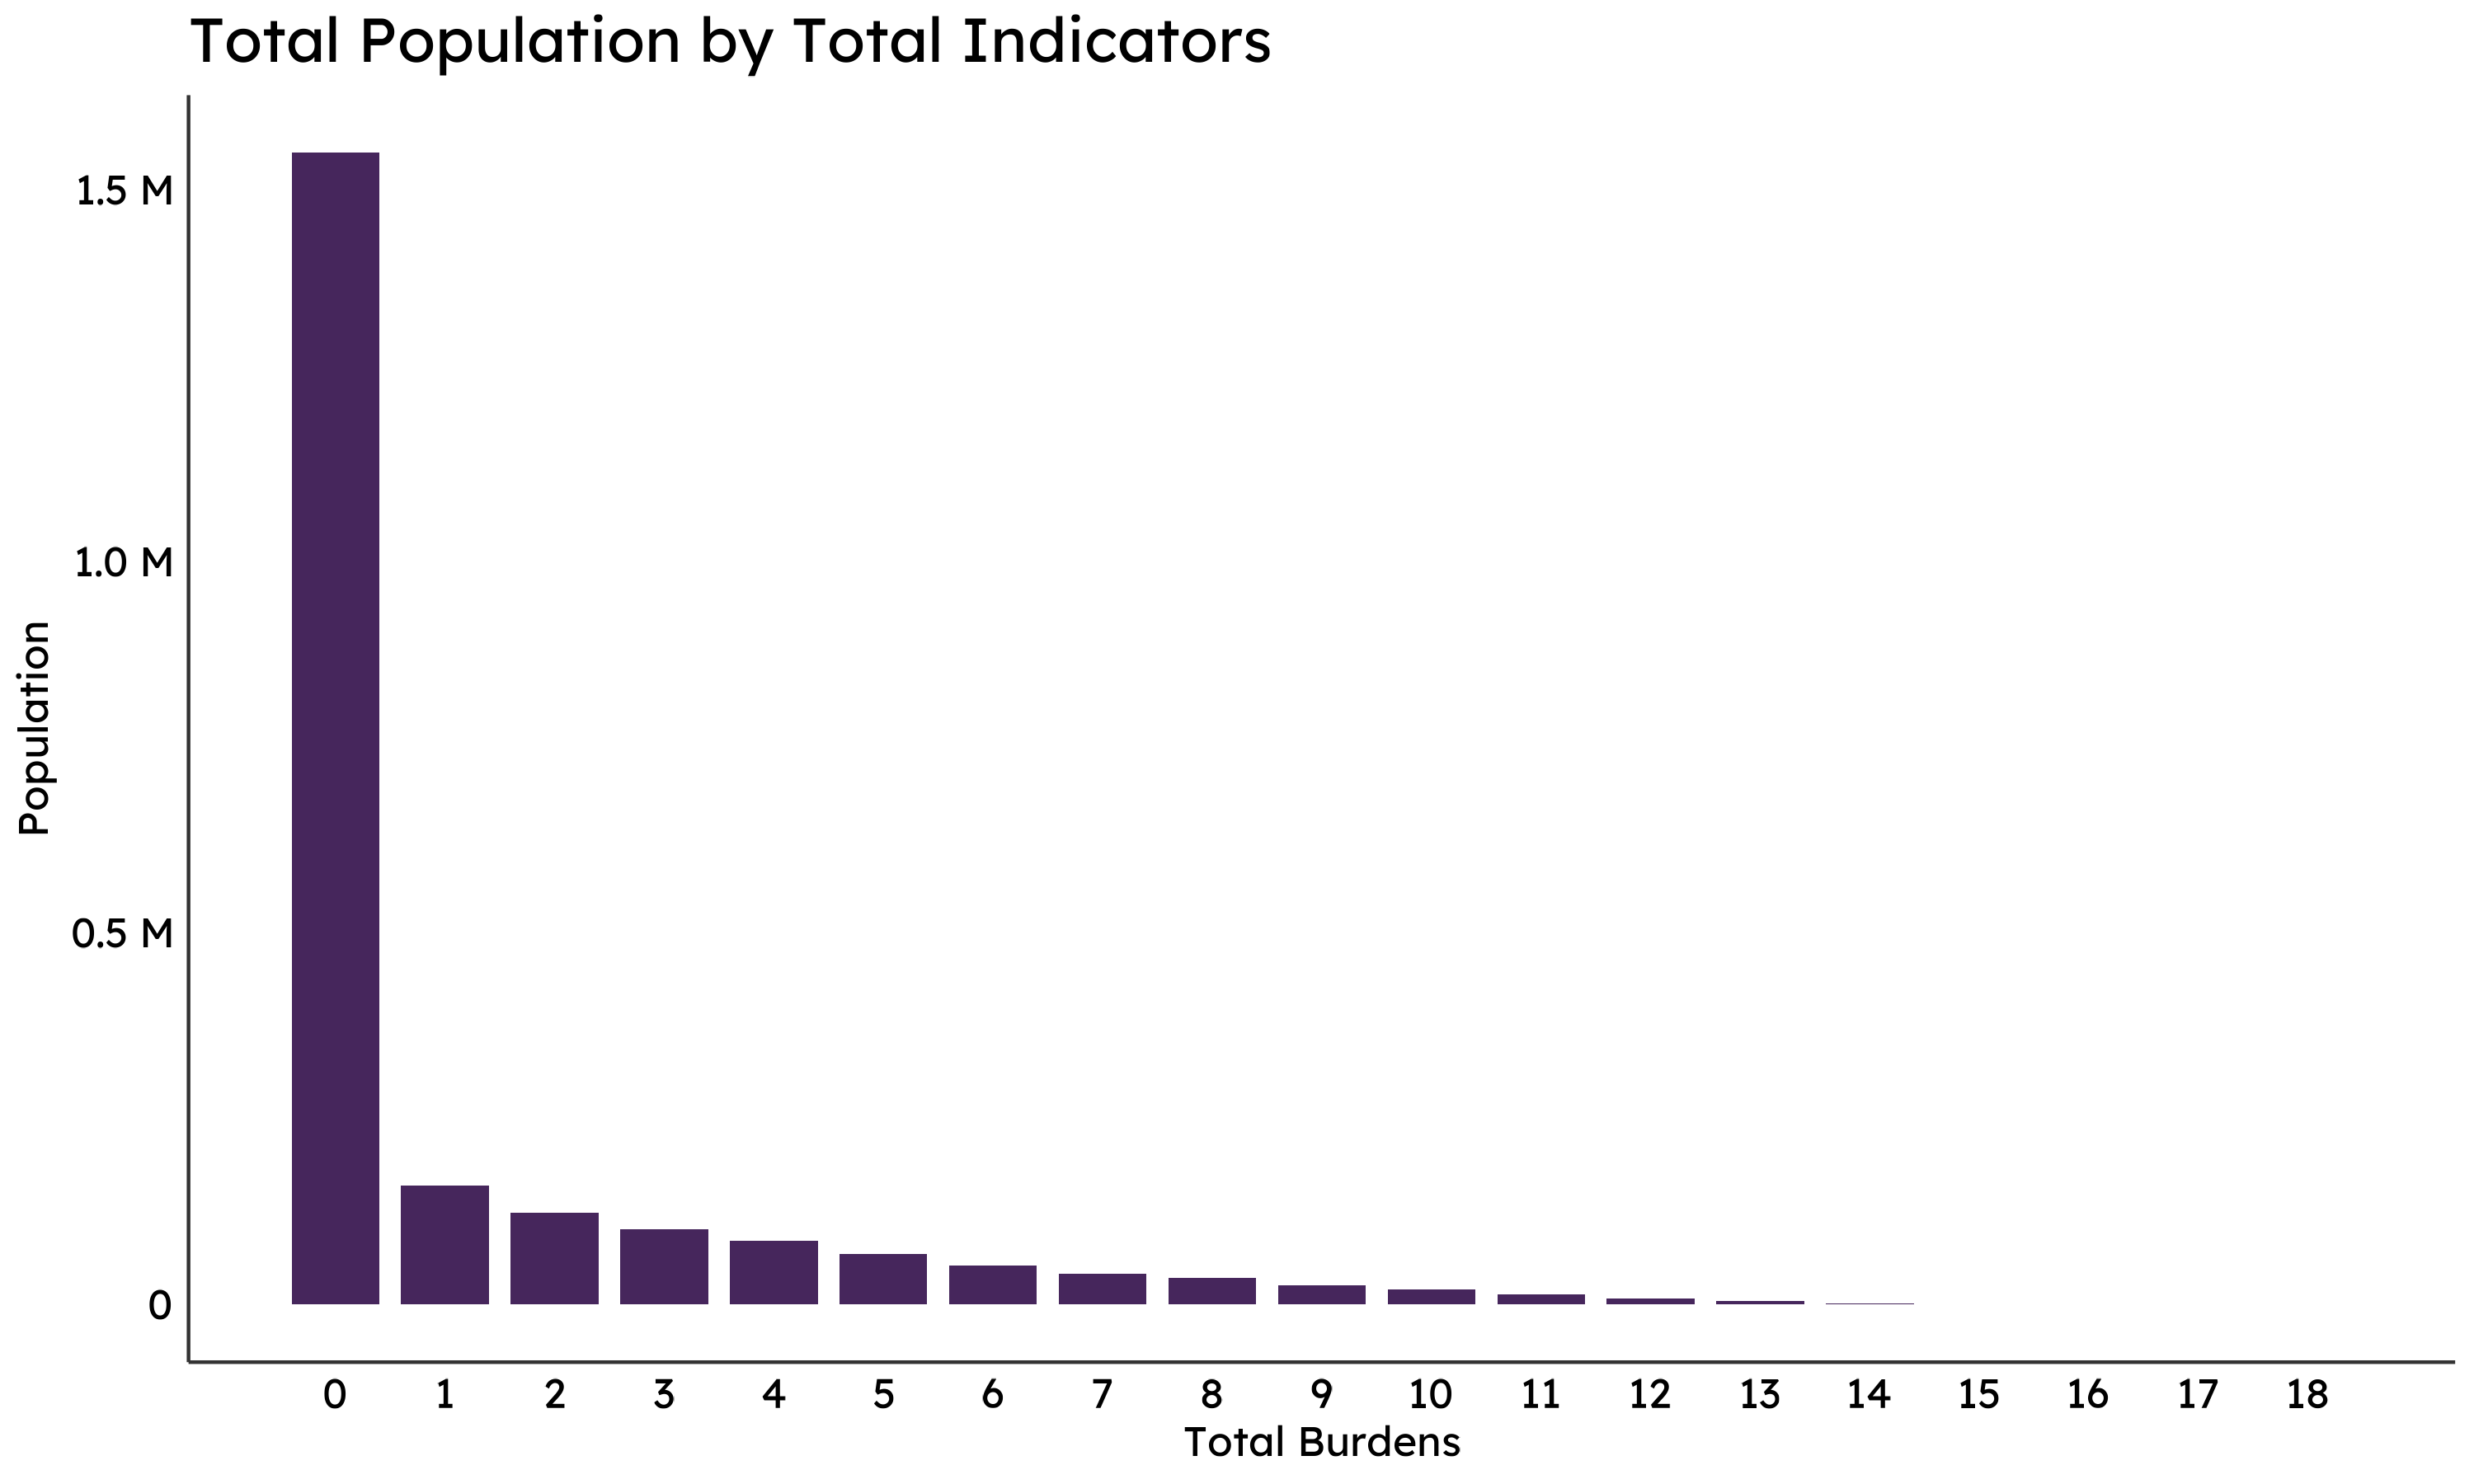 Total Population by Total Indicators
Population
1.5 M
1.0 M
0.5 M
0
0 1 2 3 4 5 6 7 8 9 10 11 12 13 14 15 16 17 18
Total Burdens